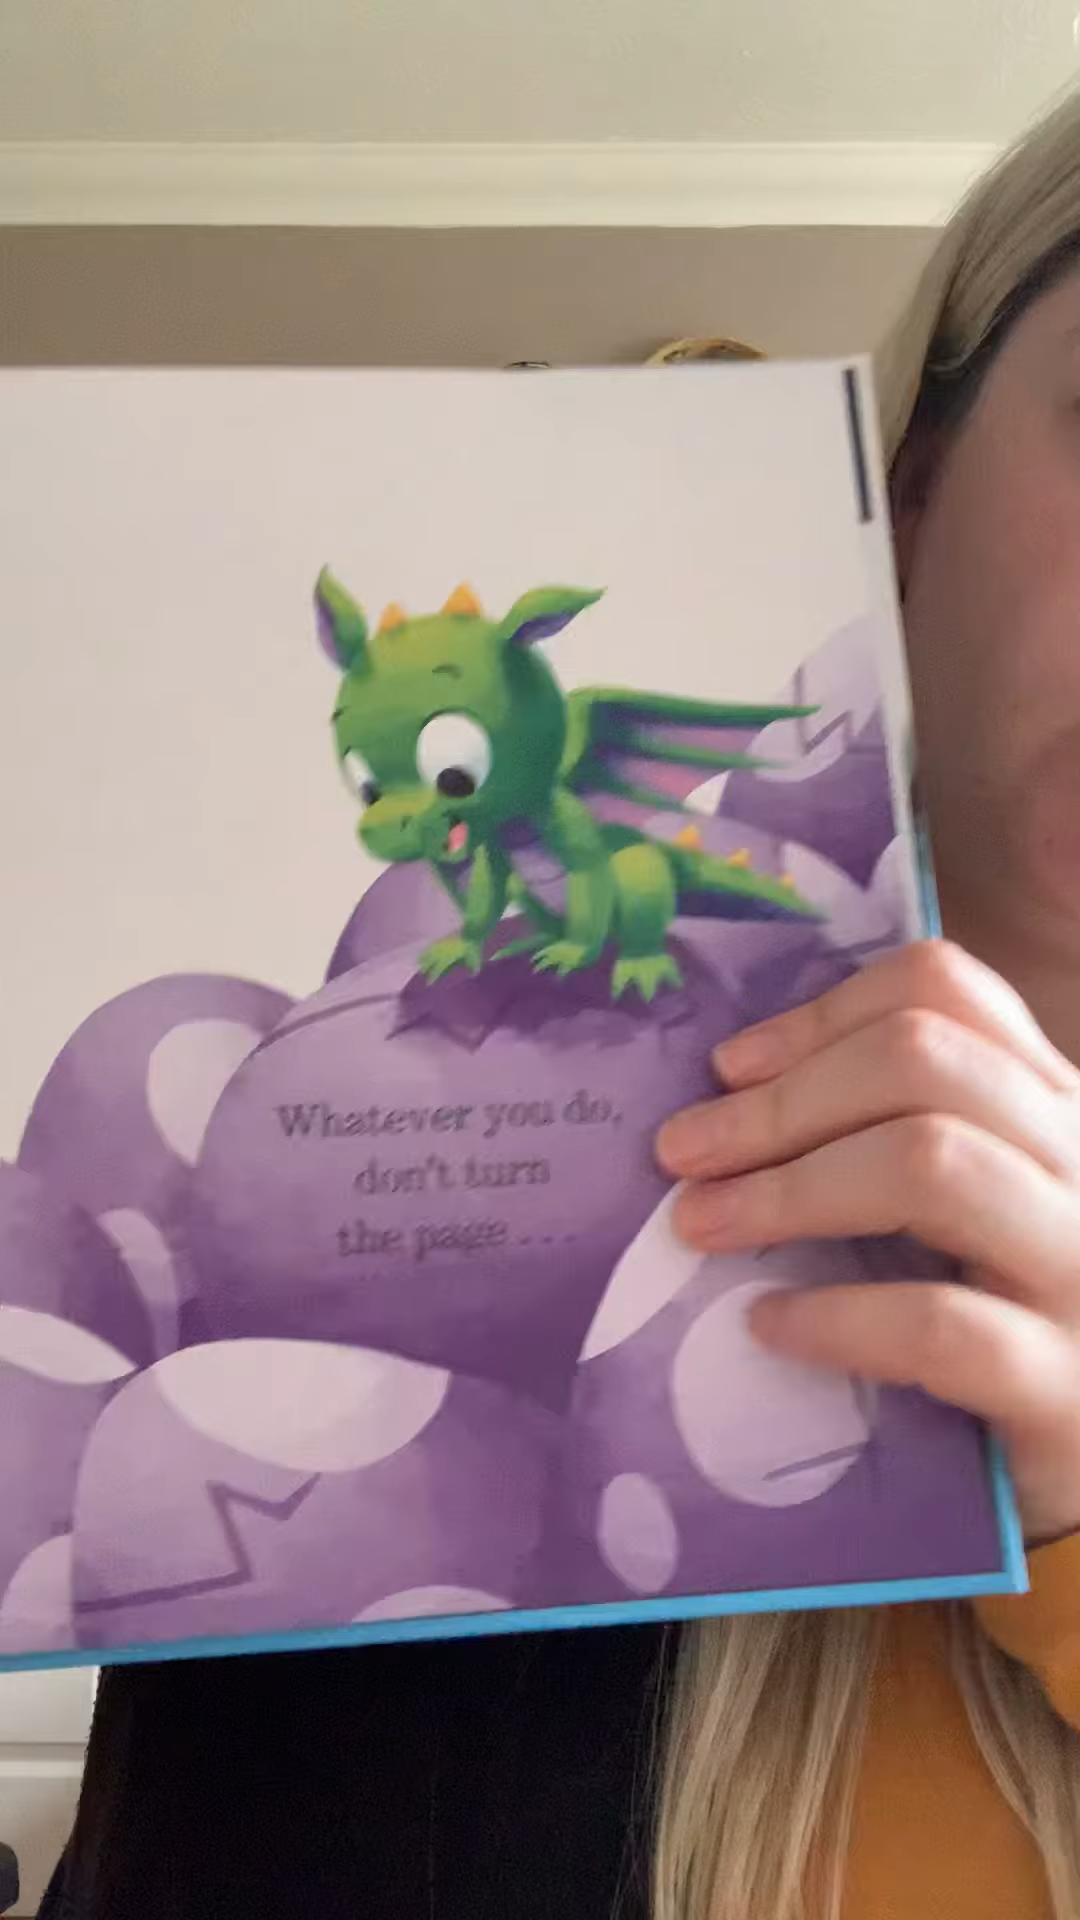 Whatever you do,
don't turn
the page . . .